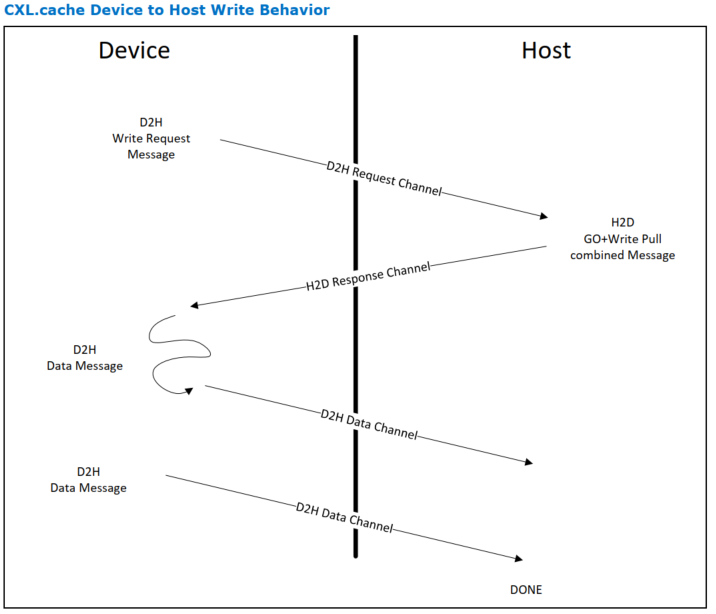 CXL.cache Device to Host Write Behavior
Device
Host
D2H
Write Request
Message
D2H Request Channel
H2D
GO+Write Pull
combined Message
H2D Response Channel
D2H
Data Message
D2H Data Channel
D2H
Data Message
D2H Data Channel
DONE